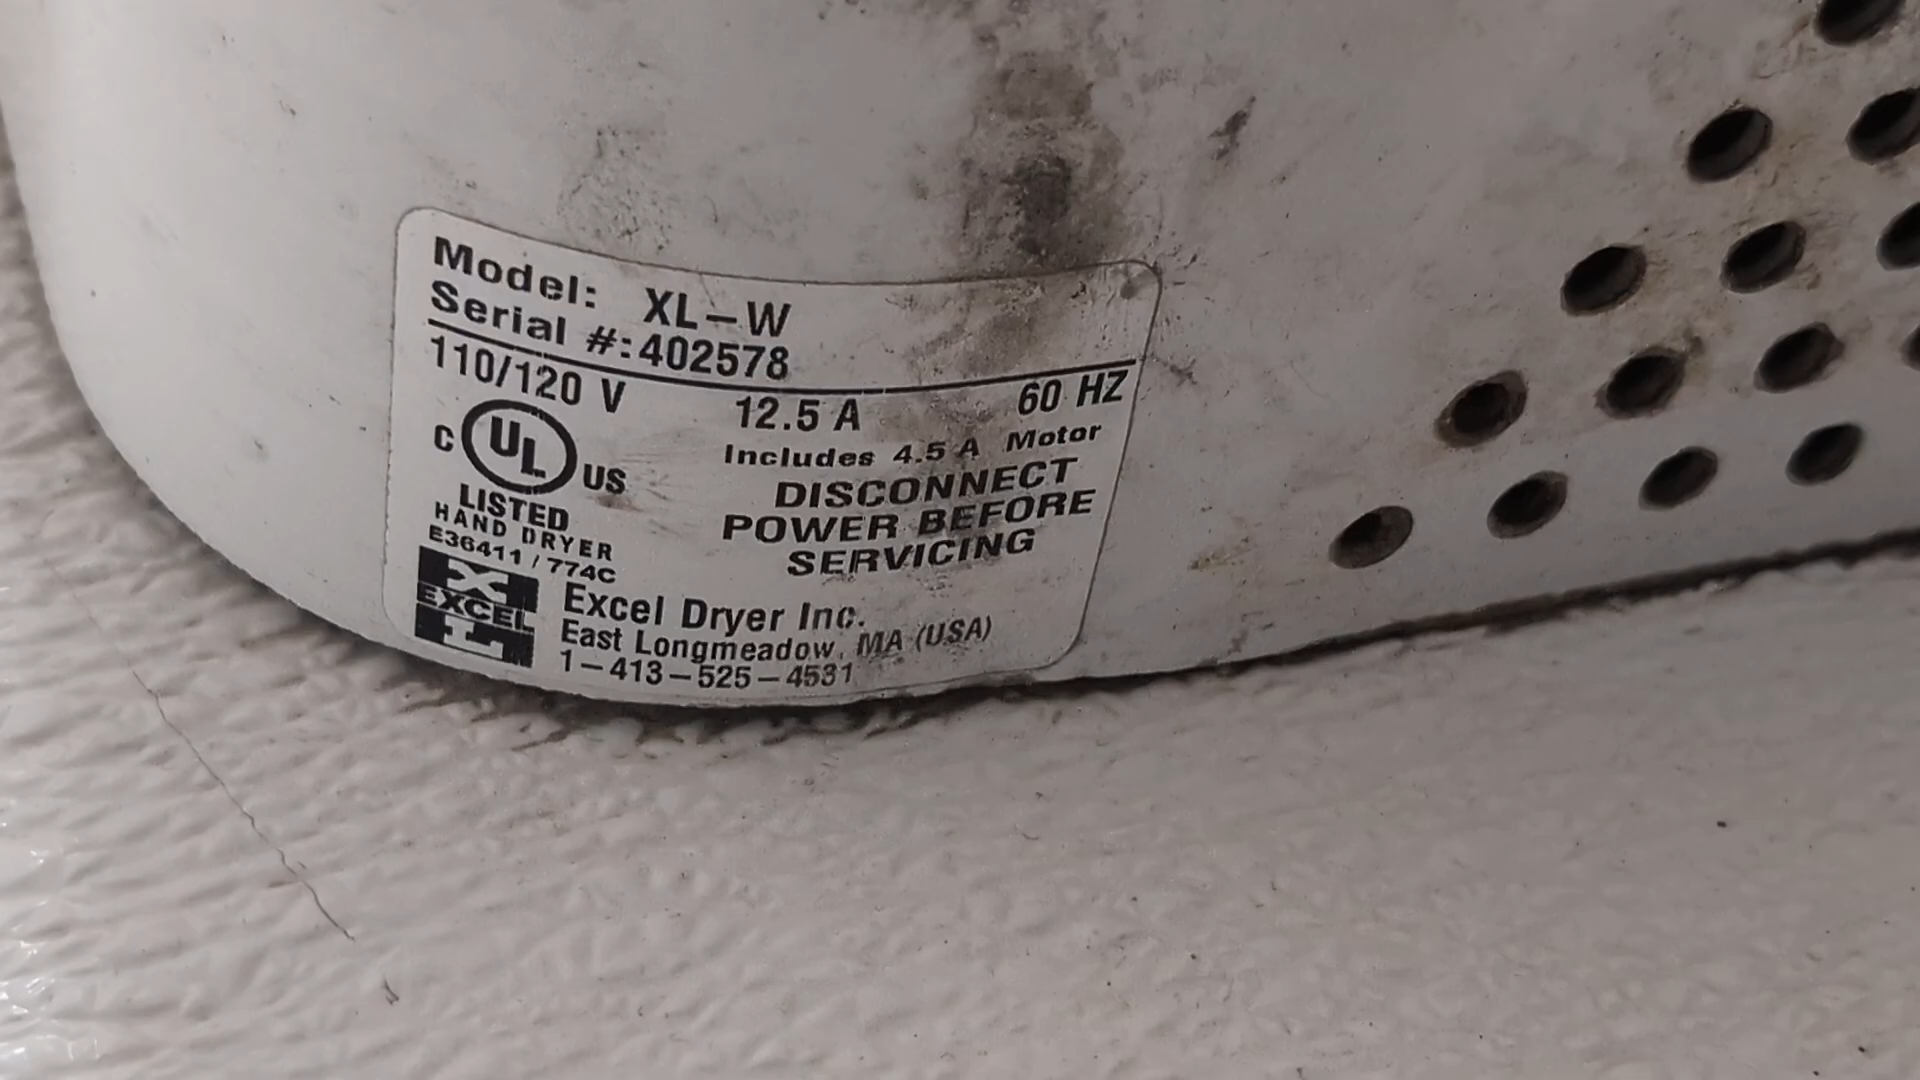 Model: XL-W
Serial #:402578
110/120 V 12.5 A 60 HZ
Includes 4.5 A Motor
C UL US
LISTED
HAND DRYER
E36411/774C
DISCONNECT
POWER BEFORE
SERVICING
XL
EXCEL
Excel Dryer Inc.
East Longmeadow, MA (USA)
1-413-525-4531